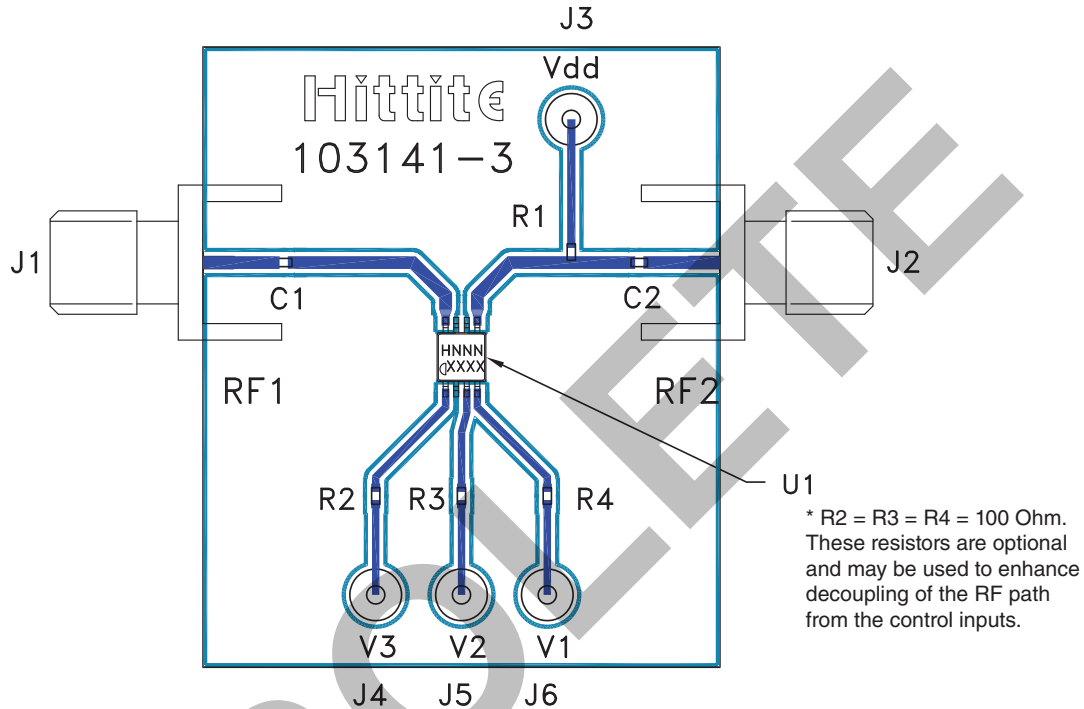 J3
Vdd
Hittite
103141-3
R1
J1
J2
C1
C2
HNNN
XXXX
RF1
RF2
R2
R3
R4
U1
* R2 = R3 = R4 = 100 Ohm.
These resistors are optional
and may be used to enhance
decoupling of the RF path
from the control inputs.
V3
V2
V1
J4
J5
J6
OLETE